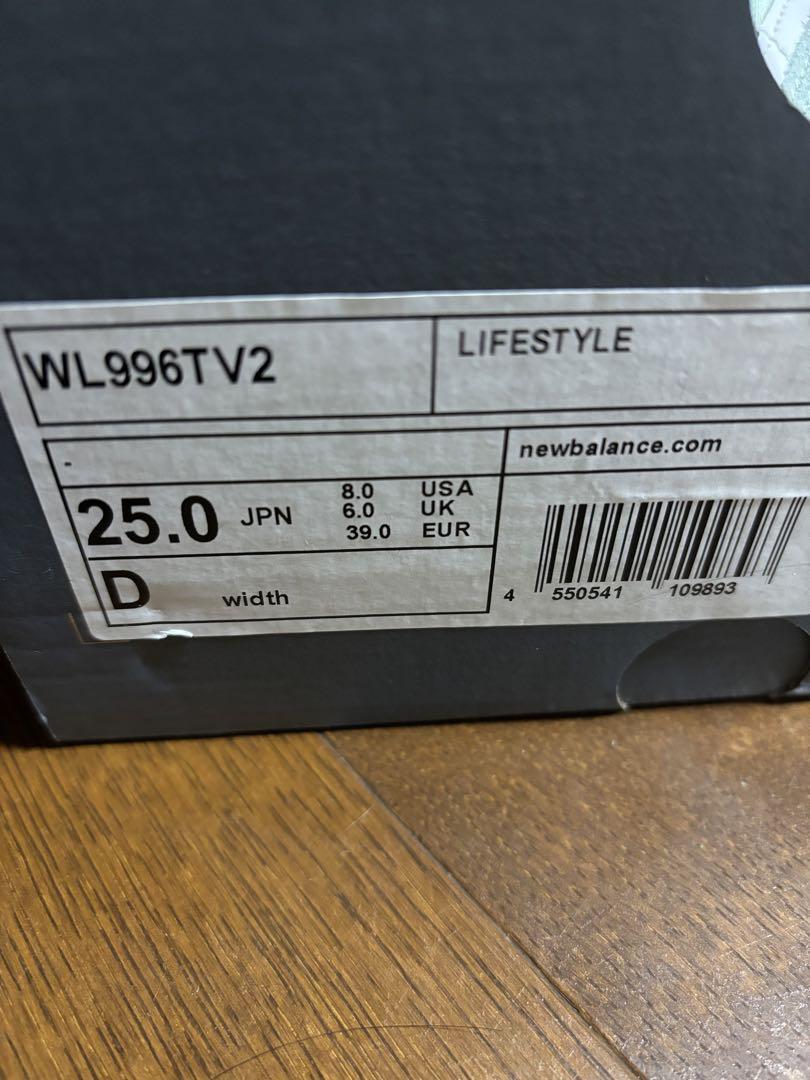 WL996TV2
LIFESTYLE
-
newbalance.com
25.0 JPN
8.0 USA
6.0 UK
39.0 EUR
D width
4 550541 109893